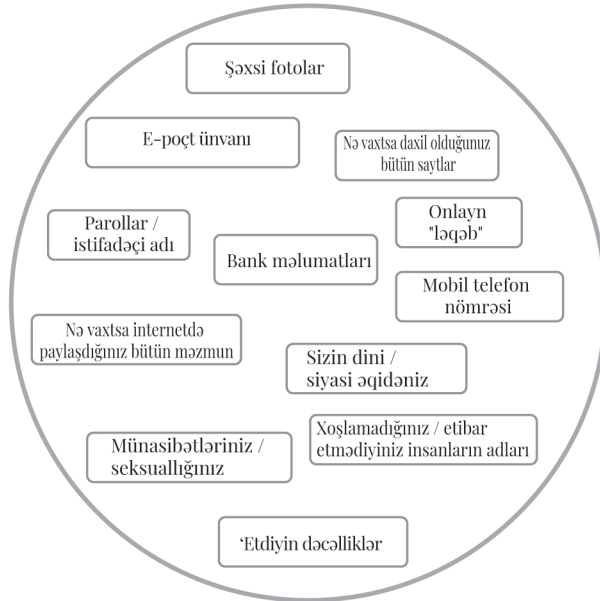 Şəxsi fotolar
E-poçt ünvanı
Nə vaxtsa daxil olduğunuz
bütün saytlar
Parollar /
istifadəçi adı
Onlayn
"ləqəb"
Bank məlumatları
Mobil telefon
nömrəsi
Nə vaxtsa internetdə
paylaşdığınız bütün məzmun
Sizin dini /
siyasi əqidəniz
Xoşlamadığınız / etibar
etmədiyiniz insanların adları
Münasibətləriniz /
seksuallığınız
‘Etdiyin dəcəlliklər